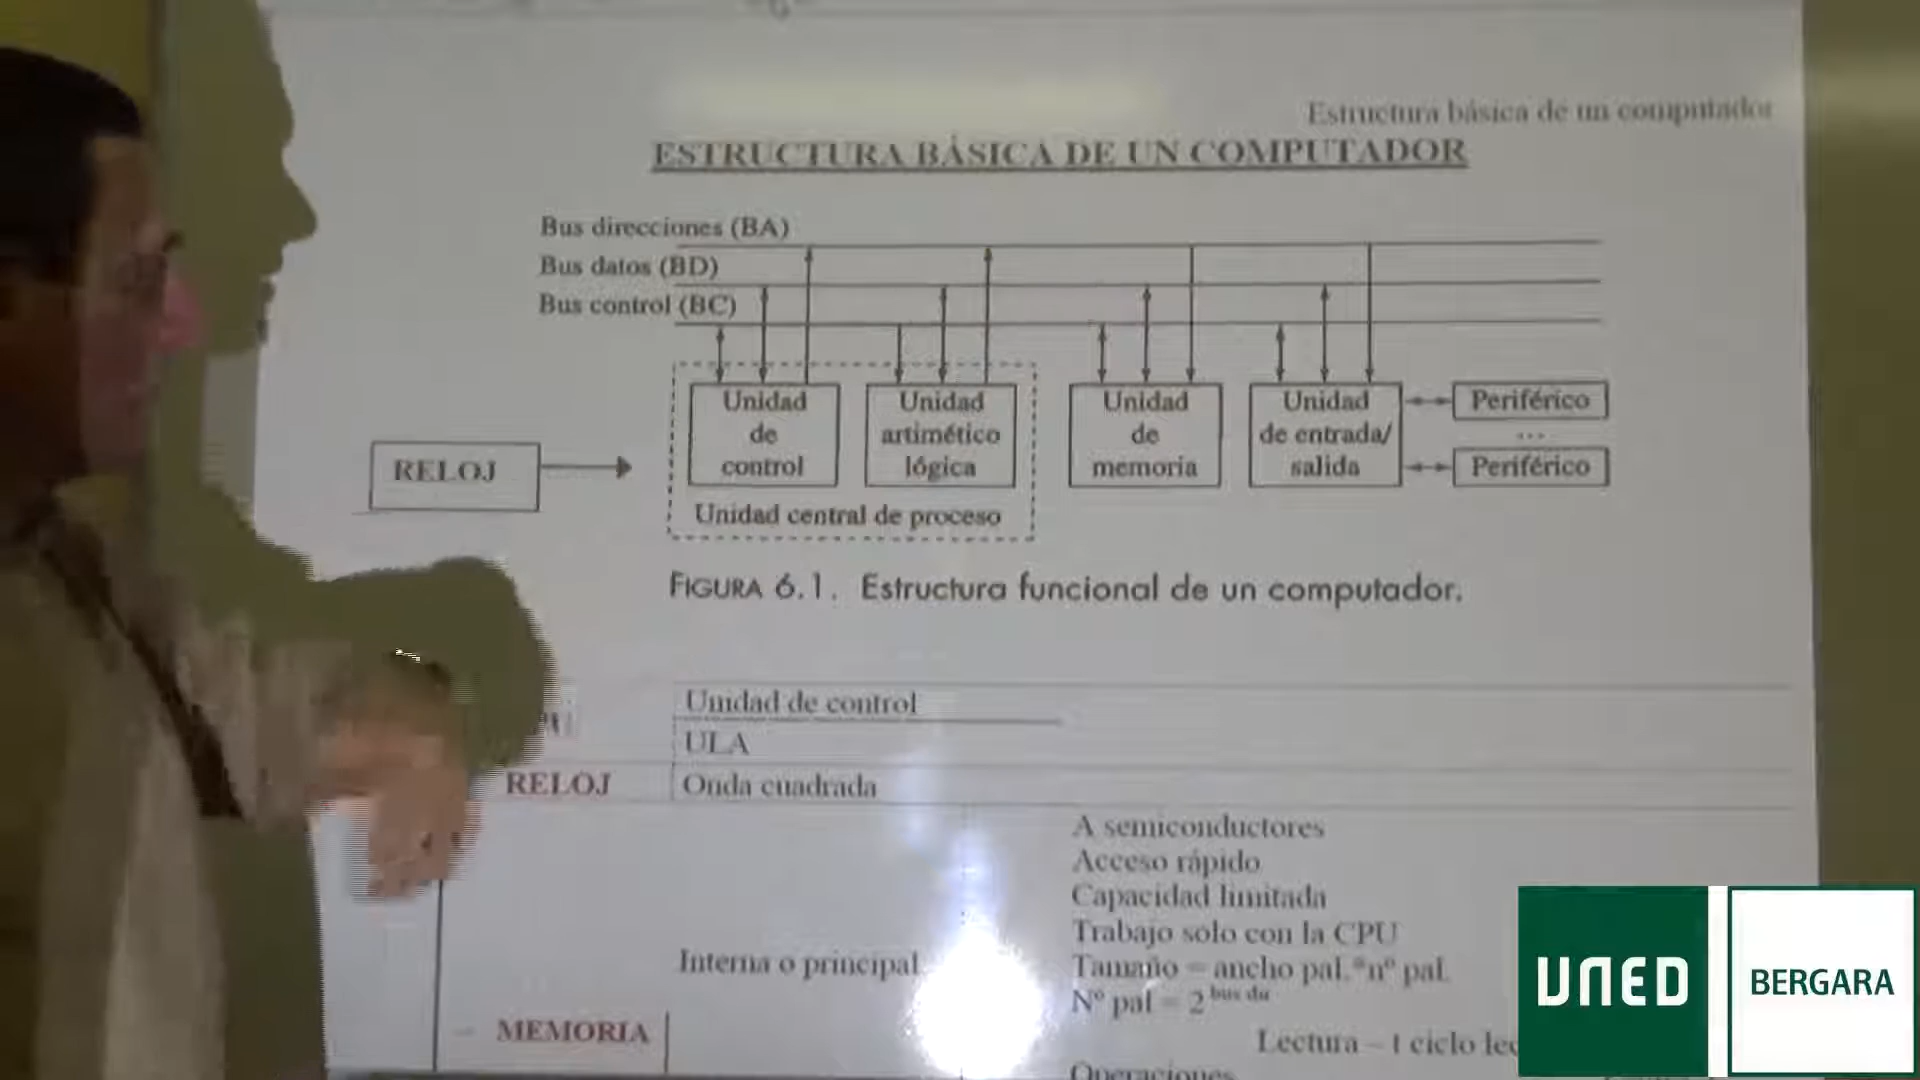 Estructura básica de un computador
ESTRUCTURA BÁSICA DE UN COMPUTADOR
Bus direcciones (BA)
Bus datos (BD)
Bus control (BC)
RELOJ
Unidad
de
control
Unidad
artimético
lógica
Unidad central de proceso
Unidad
de
memoria
Unidad
de entrada/
salida
Periférico
...
Periférico
FIGURA 6.1. Estructura funcional de un computador.
Unidad de control
ULA
RELOJ
Onda cuadrada
A semiconductores
Acceso rápido
Capacidad limitada
Trabajo solo con la CPU
Interna o principal
Tamaño = ancho pal.*nº pal.
Nº pal = 2
MEMORIA
Lectura – t ciclo lec
Operaciones
UNED
BERGARA